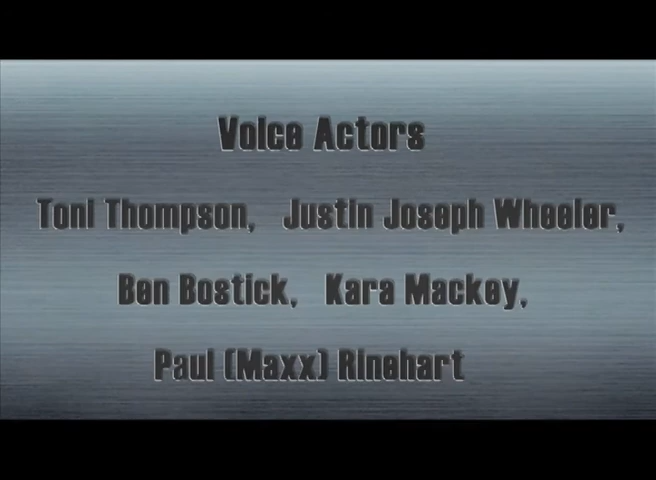 Voice Actors
Toni Thompson, Justin Joseph Wheeler,
Ben Bostick, Kara Mackey,
Paul (Maxx) Rinehart